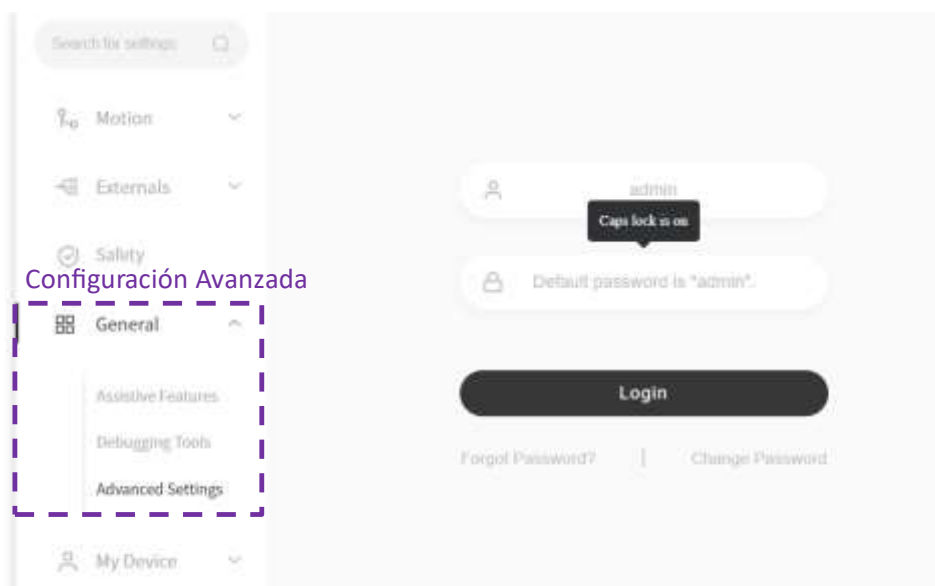 Search for settings
Motion
Externals
Safety
Configuración Avanzada
General
Assistive Features
Debugging Tools
Advanced Settings
My Device
admin
Caps lock is on
Default password is "admin".
Login
Forgot Password? | Change Password